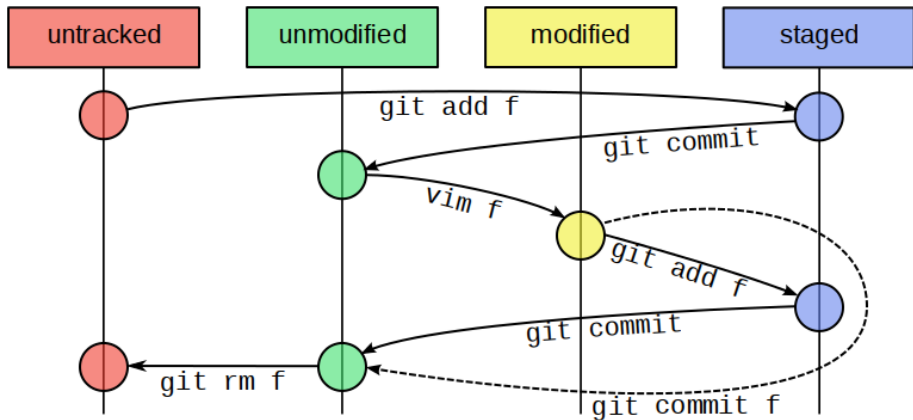 untracked
unmodified
modified
staged
git add f
git commit
vim f
git add f
git commit
git rm f
git commit f